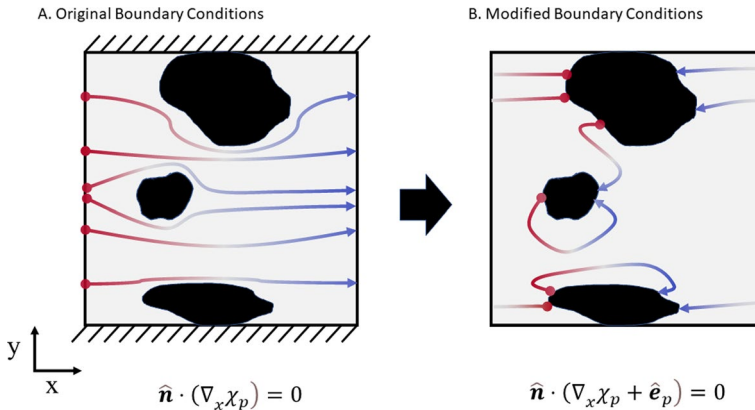 A. Original Boundary Conditions
B. Modified Boundary Conditions
y
x
n̂ · (∇ₓχₚ) = 0
n̂ · (∇ₓχₚ + êₚ) = 0